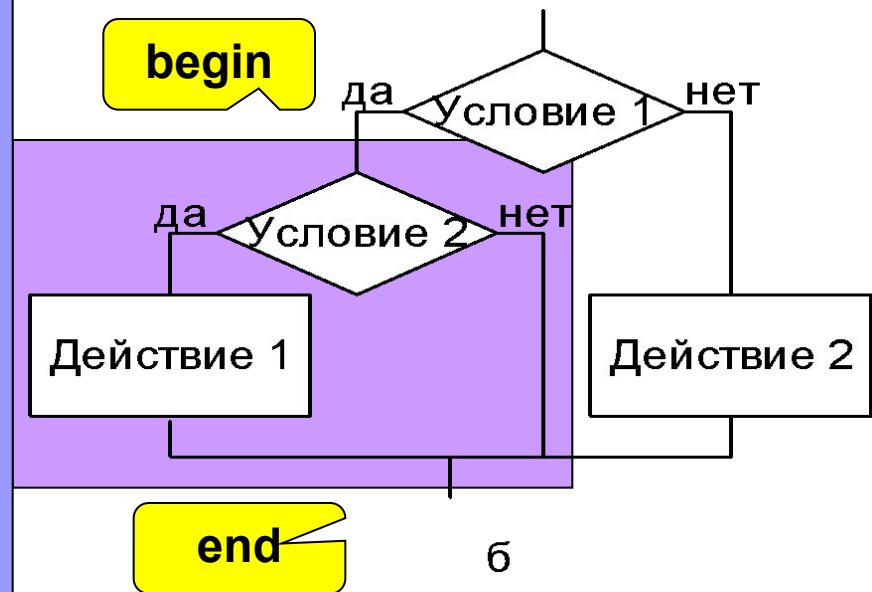 begin
да
Условие 1
нет
да
Условие 2
нет
Действие 1
Действие 2
end
б